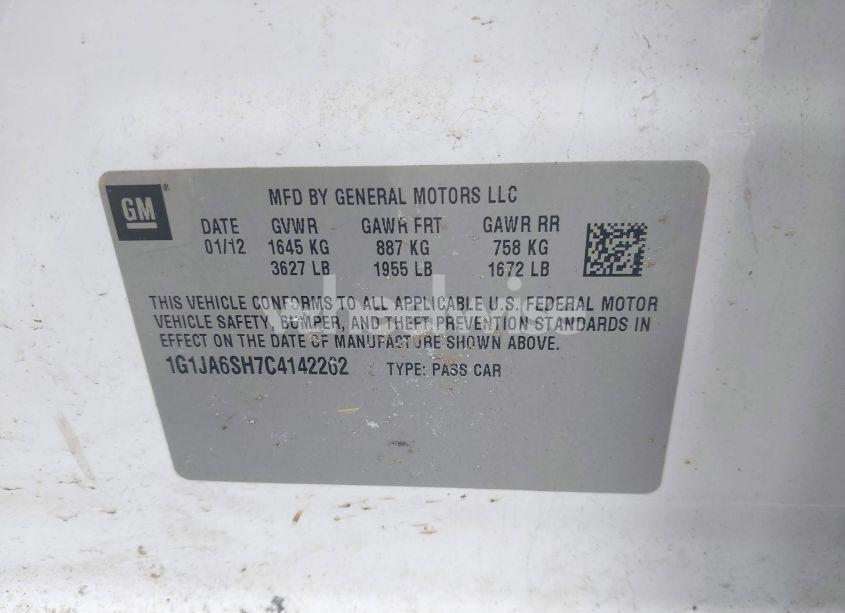 GM ®
MFD BY GENERAL MOTORS LLC
DATE GVWR GAWR FRT GAWR RR
01/12 1645 KG 887 KG 758 KG
3627 LB 1955 LB 1672 LB
THIS VEHICLE CONFORMS TO ALL APPLICABLE U.S. FEDERAL MOTOR
VEHICLE SAFETY, BUMPER, AND THEFT PREVENTION STANDARDS IN
EFFECT ON THE DATE OF MANUFACTURE SHOWN ABOVE.
1G1JA6SH7C4142262 TYPE: PASS CAR